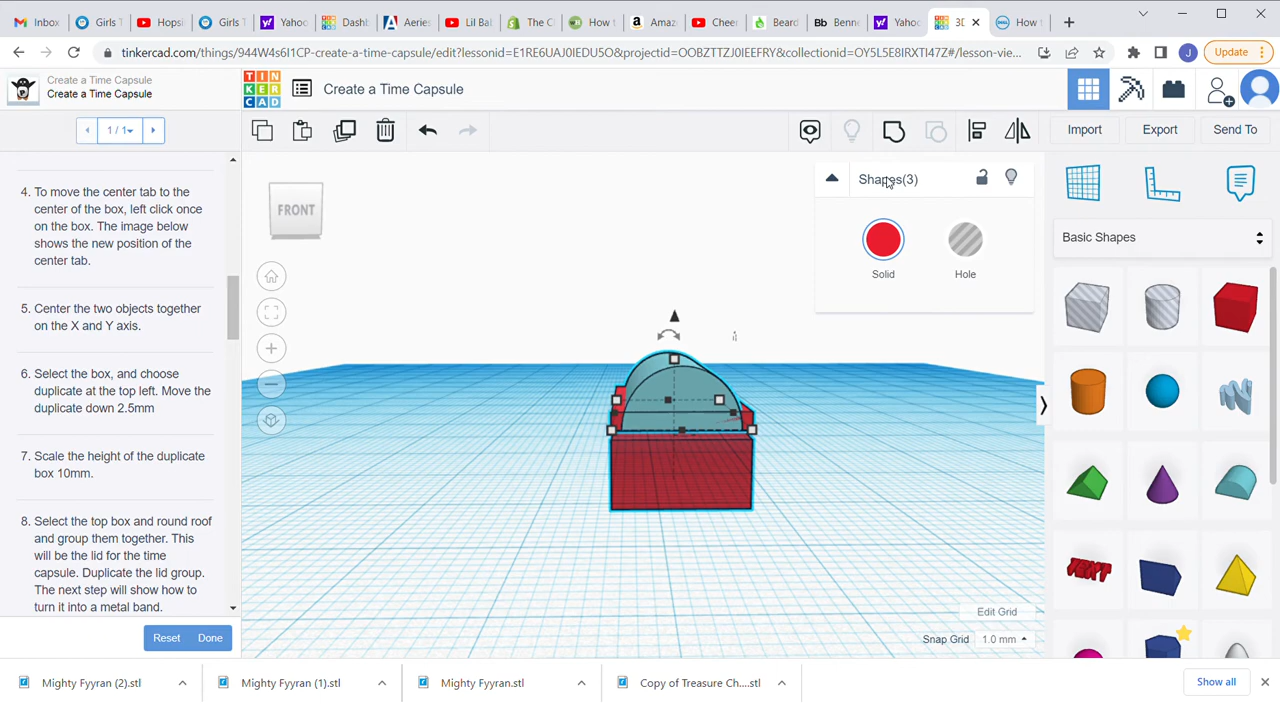 Inbox
Girls T
Hopsi
Girls T
Yahoo
Dashb
Aeries
Lil Bal
The C
How t
Amaz
Cheer
Beard
Bb Benne
Yahoo
3D
How t
tinkercad.com/things/944W4s6I1CP-create-a-time-capsule/edit?lessonid=E1RE6UAJ0IEDU5O&projectid=OOBZTTZJ0IEEFRY&collectionid=OY5L5E8IRXTI47Z#/lesson-vie...
J
Update
Create a Time Capsule
Create a Time Capsule
TIN
KER
CAD
Create a Time Capsule
1 / 1
Import
Export
Send To
4. To move the center tab to the
center of the box, left click once
on the box. The image below
shows the new position of the
center tab.
5. Center the two objects together
on the X and Y axis.
6. Select the box, and choose
duplicate at the top left. Move the
duplicate down 2.5mm
7. Scale the height of the duplicate
box 10mm.
8. Select the top box and round roof
and group them together. This
will be the lid for the time
capsule. Duplicate the lid group.
The next step will show how to
turn it into a metal band.
Reset
Done
FRONT
Shapes(3)
Solid
Hole
Basic Shapes
TEXT
Edit Grid
Snap Grid
1.0 mm
Mighty Fyyran (2).stl
Mighty Fyyran (1).stl
Mighty Fyyran.stl
Copy of Treasure Ch....stl
Show all